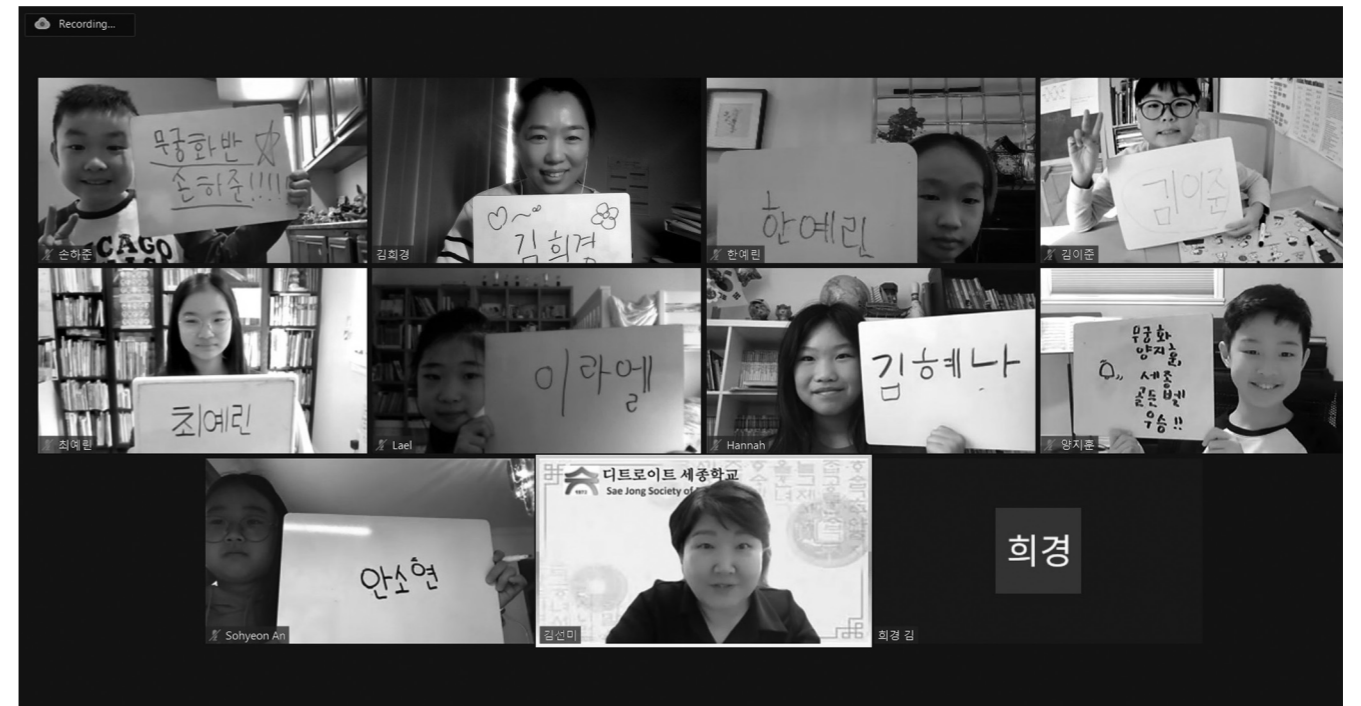 Recording...
무궁화반
손하준!!!!
손하준
김희경
김희경
한예린
한예린
김이준
김이준
최예린
최예린
이라엘
Lael
김혜나
Hannah
무궁화
양지훈
세종
골든벨
우승!!
양지훈
안소현
Sohyeon An
디트로이트 세종학교
Sae Jong Society of
김선미
희경
희경 김